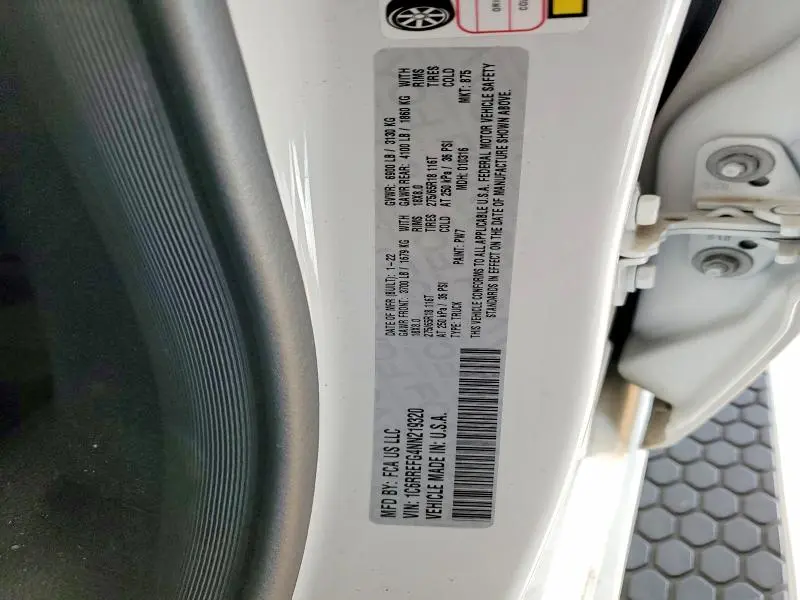 MFD BY: FCA US LLC
VIN: 1C6RREFG4NN219320
VEHICLE MADE IN: U.S.A.
DATE OF MFR (BUILT): 1-22
GAWR FRONT: 3700 LB / 1679 KG WITH
18X8.0 RIMS
275/65R18 116T TIRES
AT 250 kPa / 36 PSI COLD
TYPE: TRUCK
PAINT: PW7
GVWR: 6900 LB / 3130 KG
GAWR REAR: 4100 LB / 1860 KG WITH
18X8.0 RIMS
275/65R18 116T TIRES
AT 250 kPa / 36 PSI COLD
MDH: 010316
MKT: 875
THIS VEHICLE CONFORMS TO ALL APPLICABLE U.S.A. FEDERAL MOTOR VEHICLE SAFETY
STANDARDS IN EFFECT ON THE DATE OF MANUFACTURE SHOWN ABOVE.